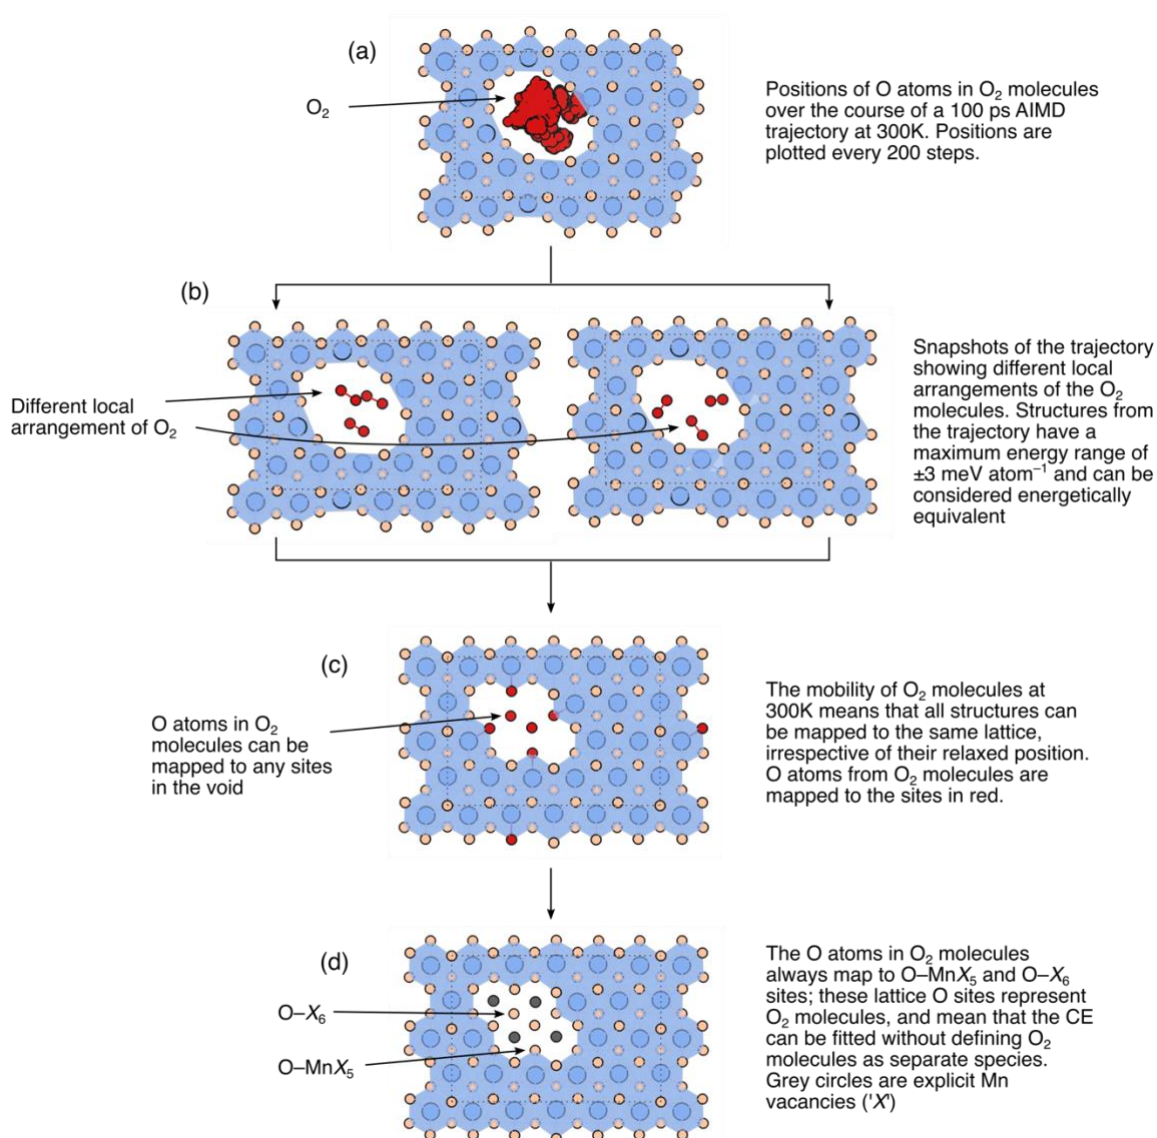 (a)
O₂
Positions of O atoms in O₂ molecules
over the course of a 100 ps AIMD
trajectory at 300K. Positions are
plotted every 200 steps.
(b)
Different local
arrangement of O₂
Snapshots of the trajectory
showing different local
arrangements of the O₂
molecules. Structures from
the trajectory have a
maximum energy range of
±3 meV atom⁻¹ and can be
considered energetically
equivalent
(c)
O atoms in O₂
molecules can be
mapped to any sites
in the void
The mobility of O₂ molecules at
300K means that all structures can
be mapped to the same lattice,
irrespective of their relaxed position.
O atoms from O₂ molecules are
mapped to the sites in red.
(d)
O–X₆
O–MnX₅
The O atoms in O₂ molecules
always map to O–MnX₅ and O–X₆
sites; these lattice O sites represent
O₂ molecules, and mean that the CE
can be fitted without defining O₂
molecules as separate species.
Grey circles are explicit Mn
vacancies ('X')